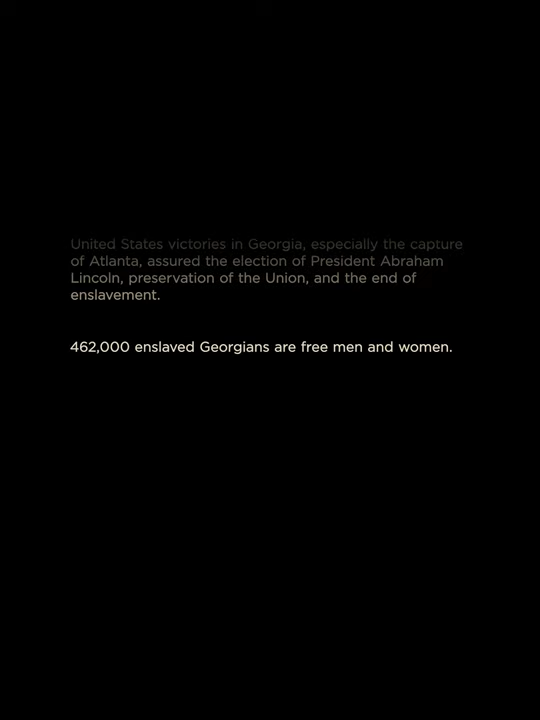 United States victories in Georgia, especially the capture
of Atlanta, assured the election of President Abraham
Lincoln, preservation of the Union, and the end of
enslavement.
462,000 enslaved Georgians are free men and women.